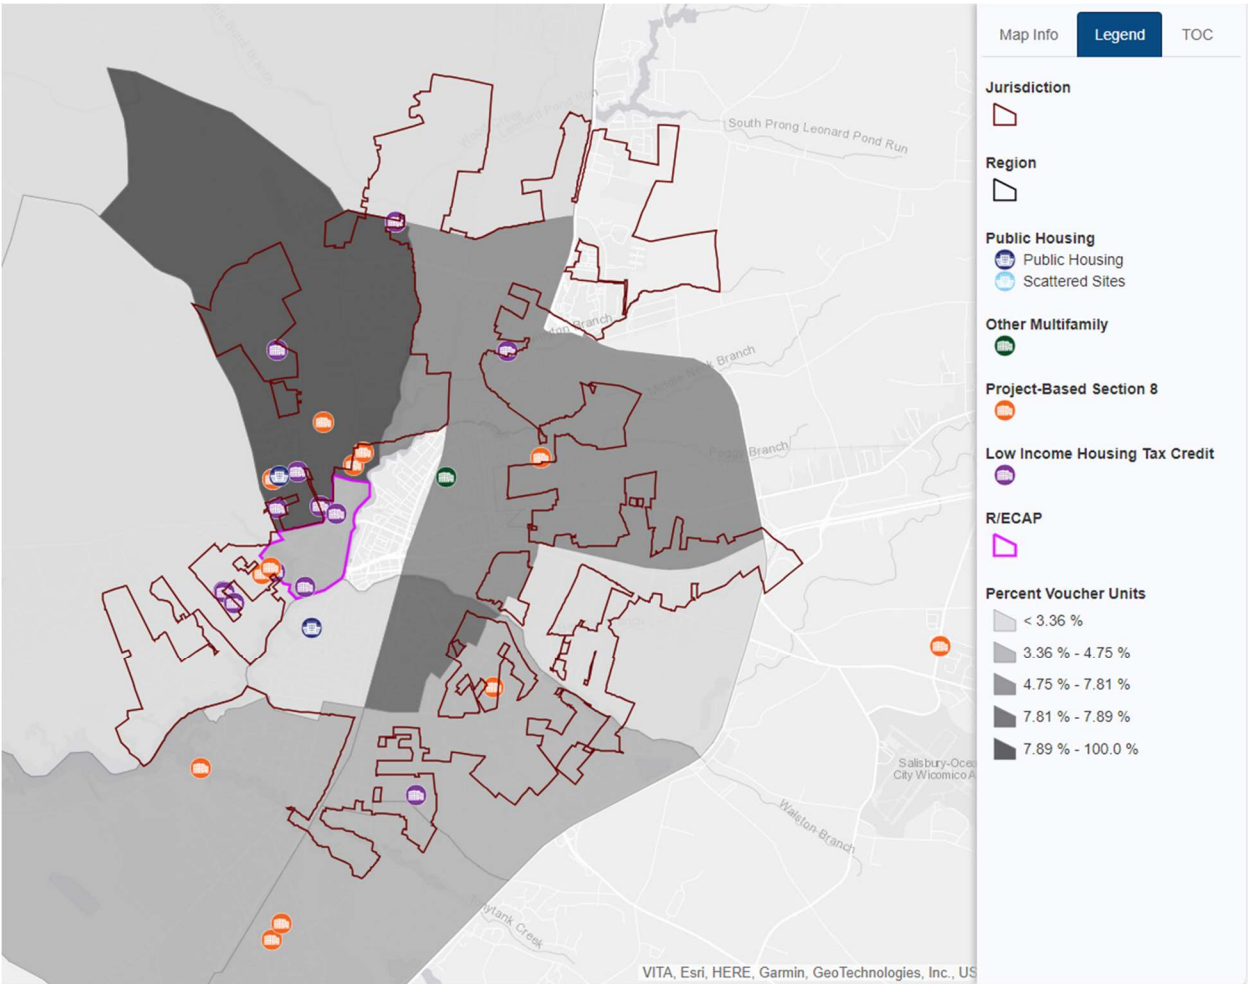 Map Info
Legend
TOC
Jurisdiction
Region
Public Housing
Public Housing
Scattered Sites
Other Multifamily
Project-Based Section 8
Low Income Housing Tax Credit
R/ECAP
Percent Voucher Units
< 3.36 %
3.36 % - 4.75 %
4.75 % - 7.81 %
7.81 % - 7.89 %
7.89 % - 100.0 %
South Prong Leonard Pond Run
Branch
Middle Neck Branch
Peggy Branch
Salisbury-Ocea
City Wicomico A
Walston Branch
Creek
VITA, Esri, HERE, Garmin, GeoTechnologies, Inc., US